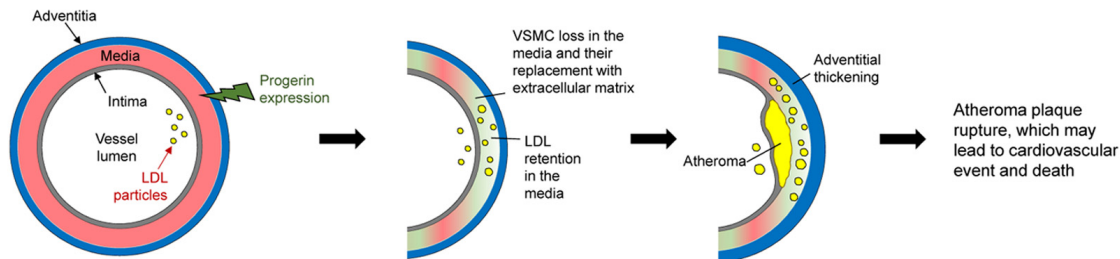 Adventitia
Media
Intima
Vessel
lumen
LDL
particles
Progerin
expression
VSMC loss in the
media and their
replacement with
extracellular matrix
LDL
retention
in the
media
Adventitial
thickening
Atheroma
Atheroma plaque
rupture, which may
lead to cardiovascular
event and death